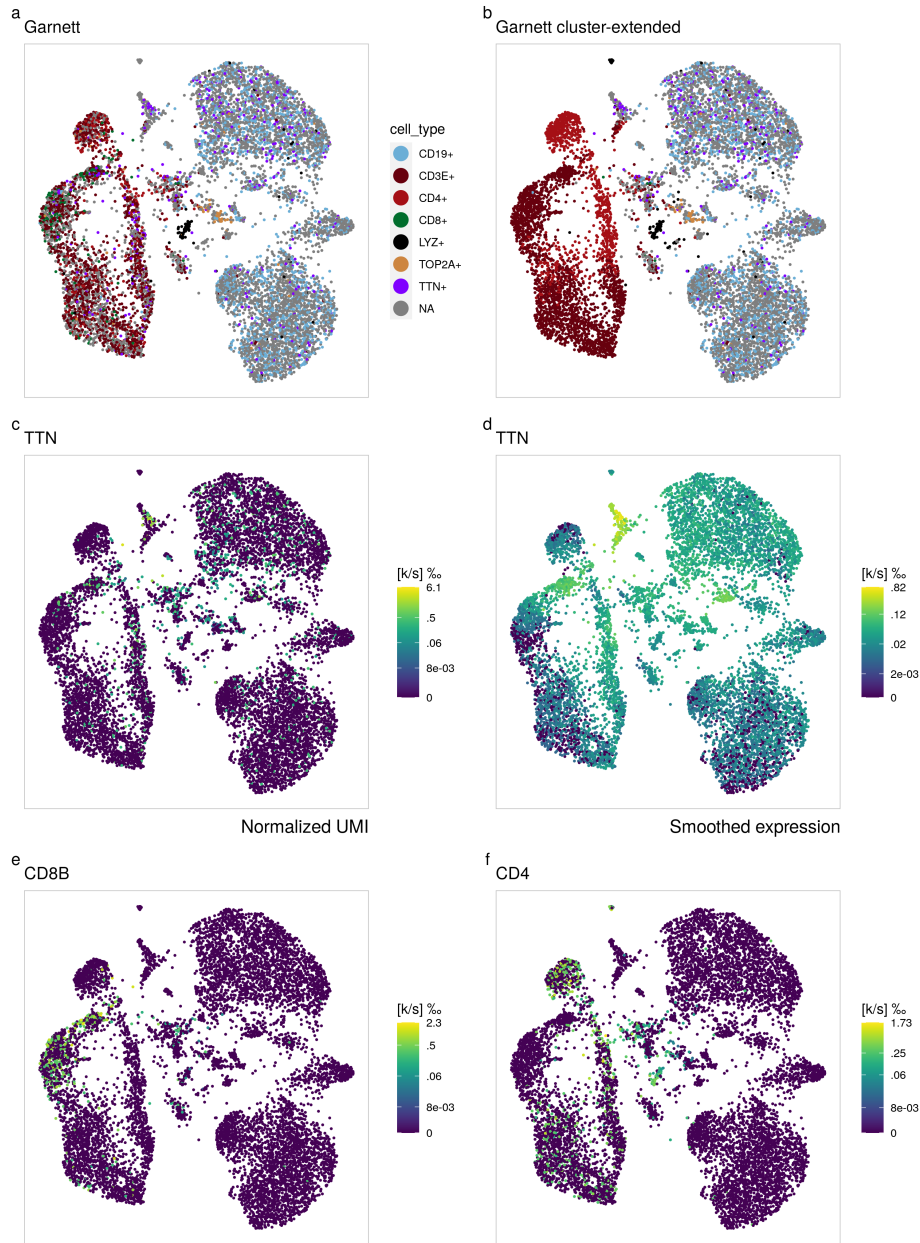 a
Garnett
b
Garnett cluster-extended
cell_type
CD19+
CD3E+
CD4+
CD8+
LYZ+
TOP2A+
TTN+
NA
c
TTN
d
TTN
[k/s] ‰
6.1
.5
.06
8e-03
0
[k/s] ‰
.82
.12
.02
2e-03
0
Normalized UMI
Smoothed expression
e
CD8B
f
CD4
[k/s] ‰
2.3
.5
.06
8e-03
0
[k/s] ‰
1.73
.25
.06
8e-03
0